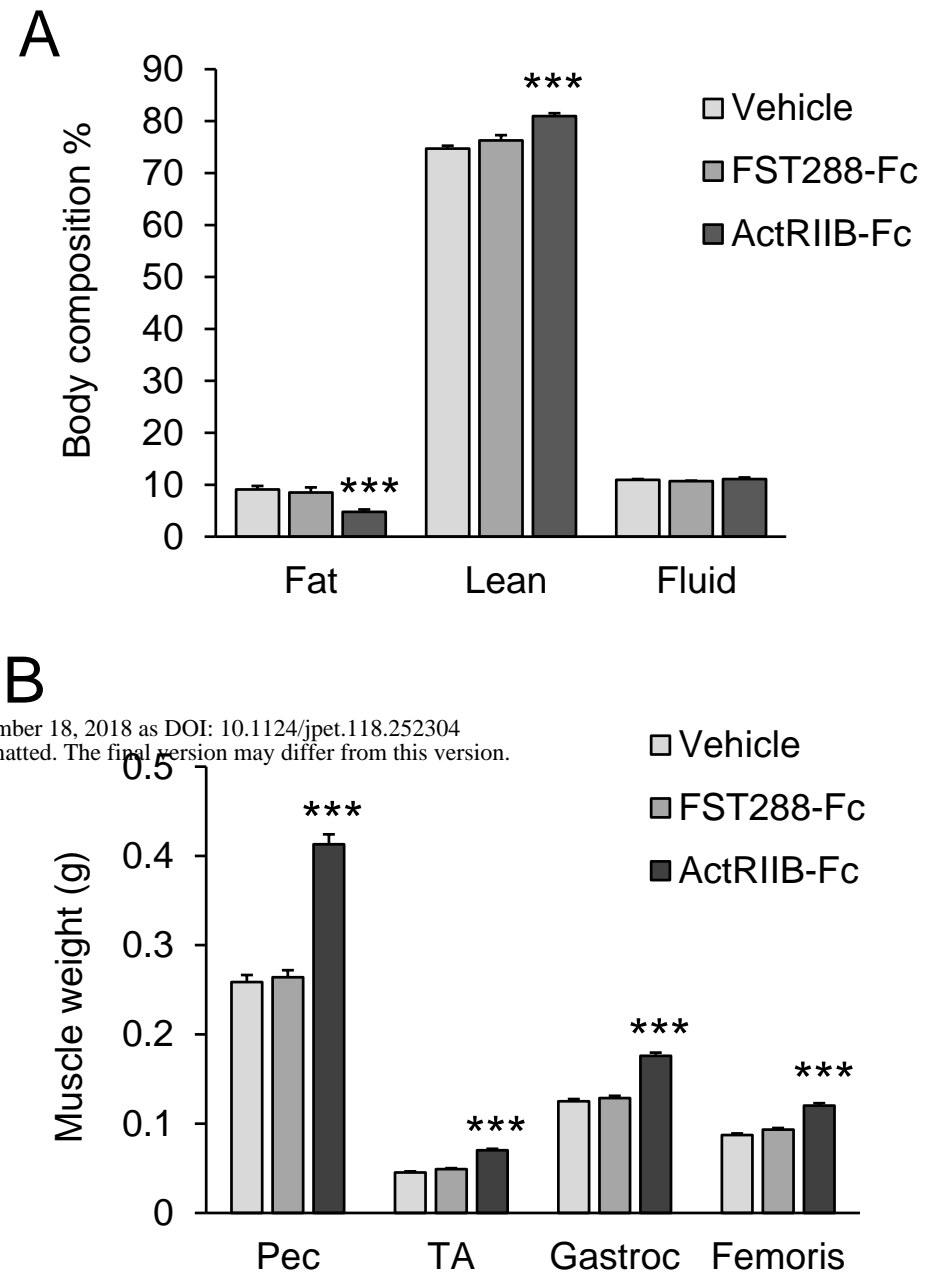 A
90
80
70
60
50
40
30
20
10
0
Body composition %
***
***
Vehicle
FST288-Fc
ActRIIB-Fc
Fat Lean Fluid
B
mber 18, 2018 as DOI: 10.1124/jpet.118.252304
natted. The final version may differ from this version.
0.5
0.4
0.3
0.2
0.1
0
Muscle weight (g)
***
***
***
***
Vehicle
FST288-Fc
ActRIIB-Fc
Pec TA Gastroc Femoris